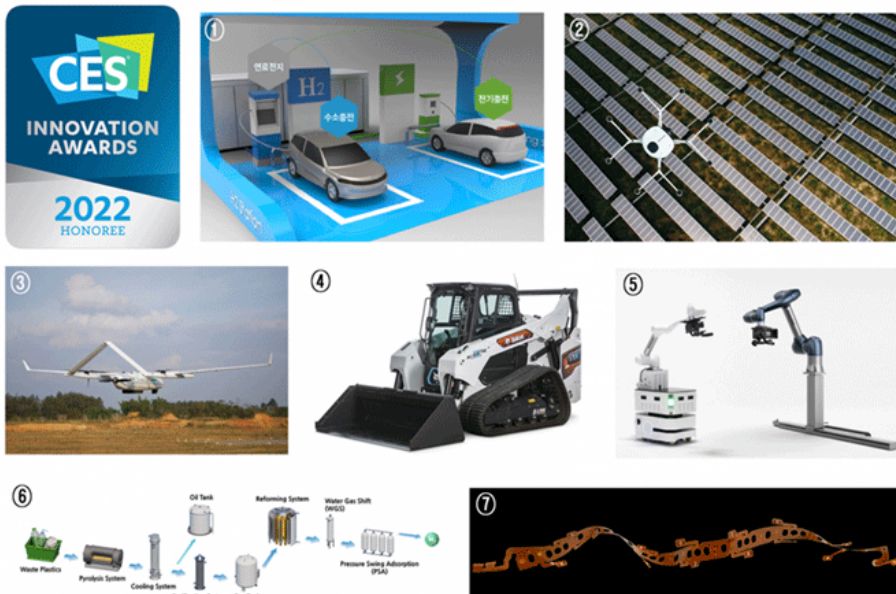 CES
INNOVATION
AWARDS
2022
HONOREE
①
연료전지
H2
수소충전
전기충전
②
③
④
⑤
⑥
Oil Tank
Reforming System
Water Gas Shift
(WGS)
Waste Plastics
Pyrolysis System
Cooling System
Pressure Swing Adsorption
(PSA)
⑦